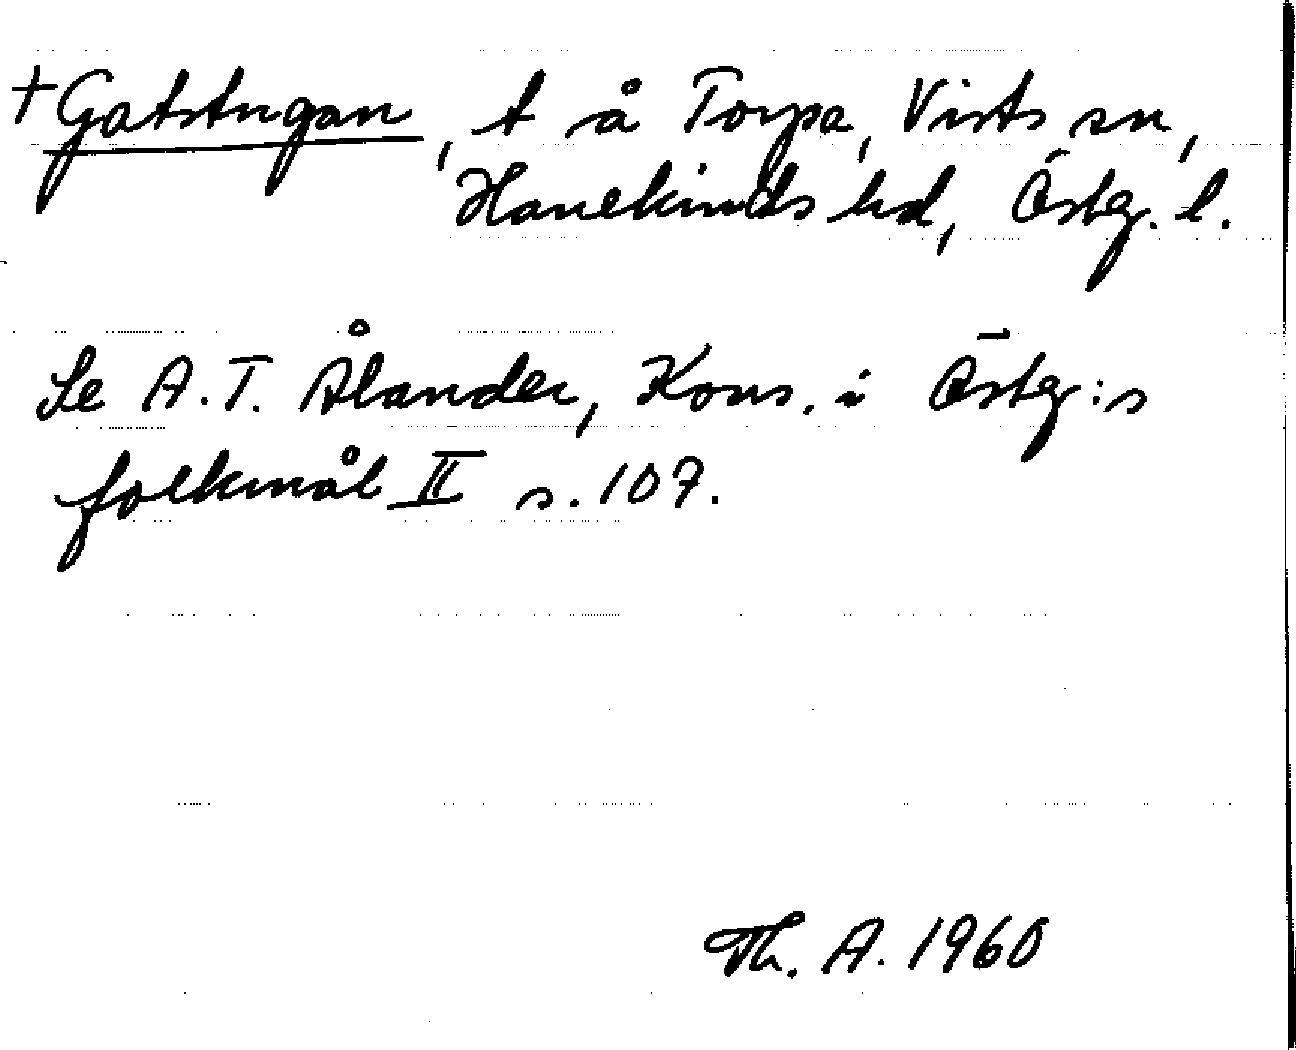 + Gatstugan, t å Torpa, Vists sn,
Hanekinds hd, Östg. l.
Se A.T. Ålander, Kons. i Östg:s
folkmål II s. 107.
Th. A. 1960